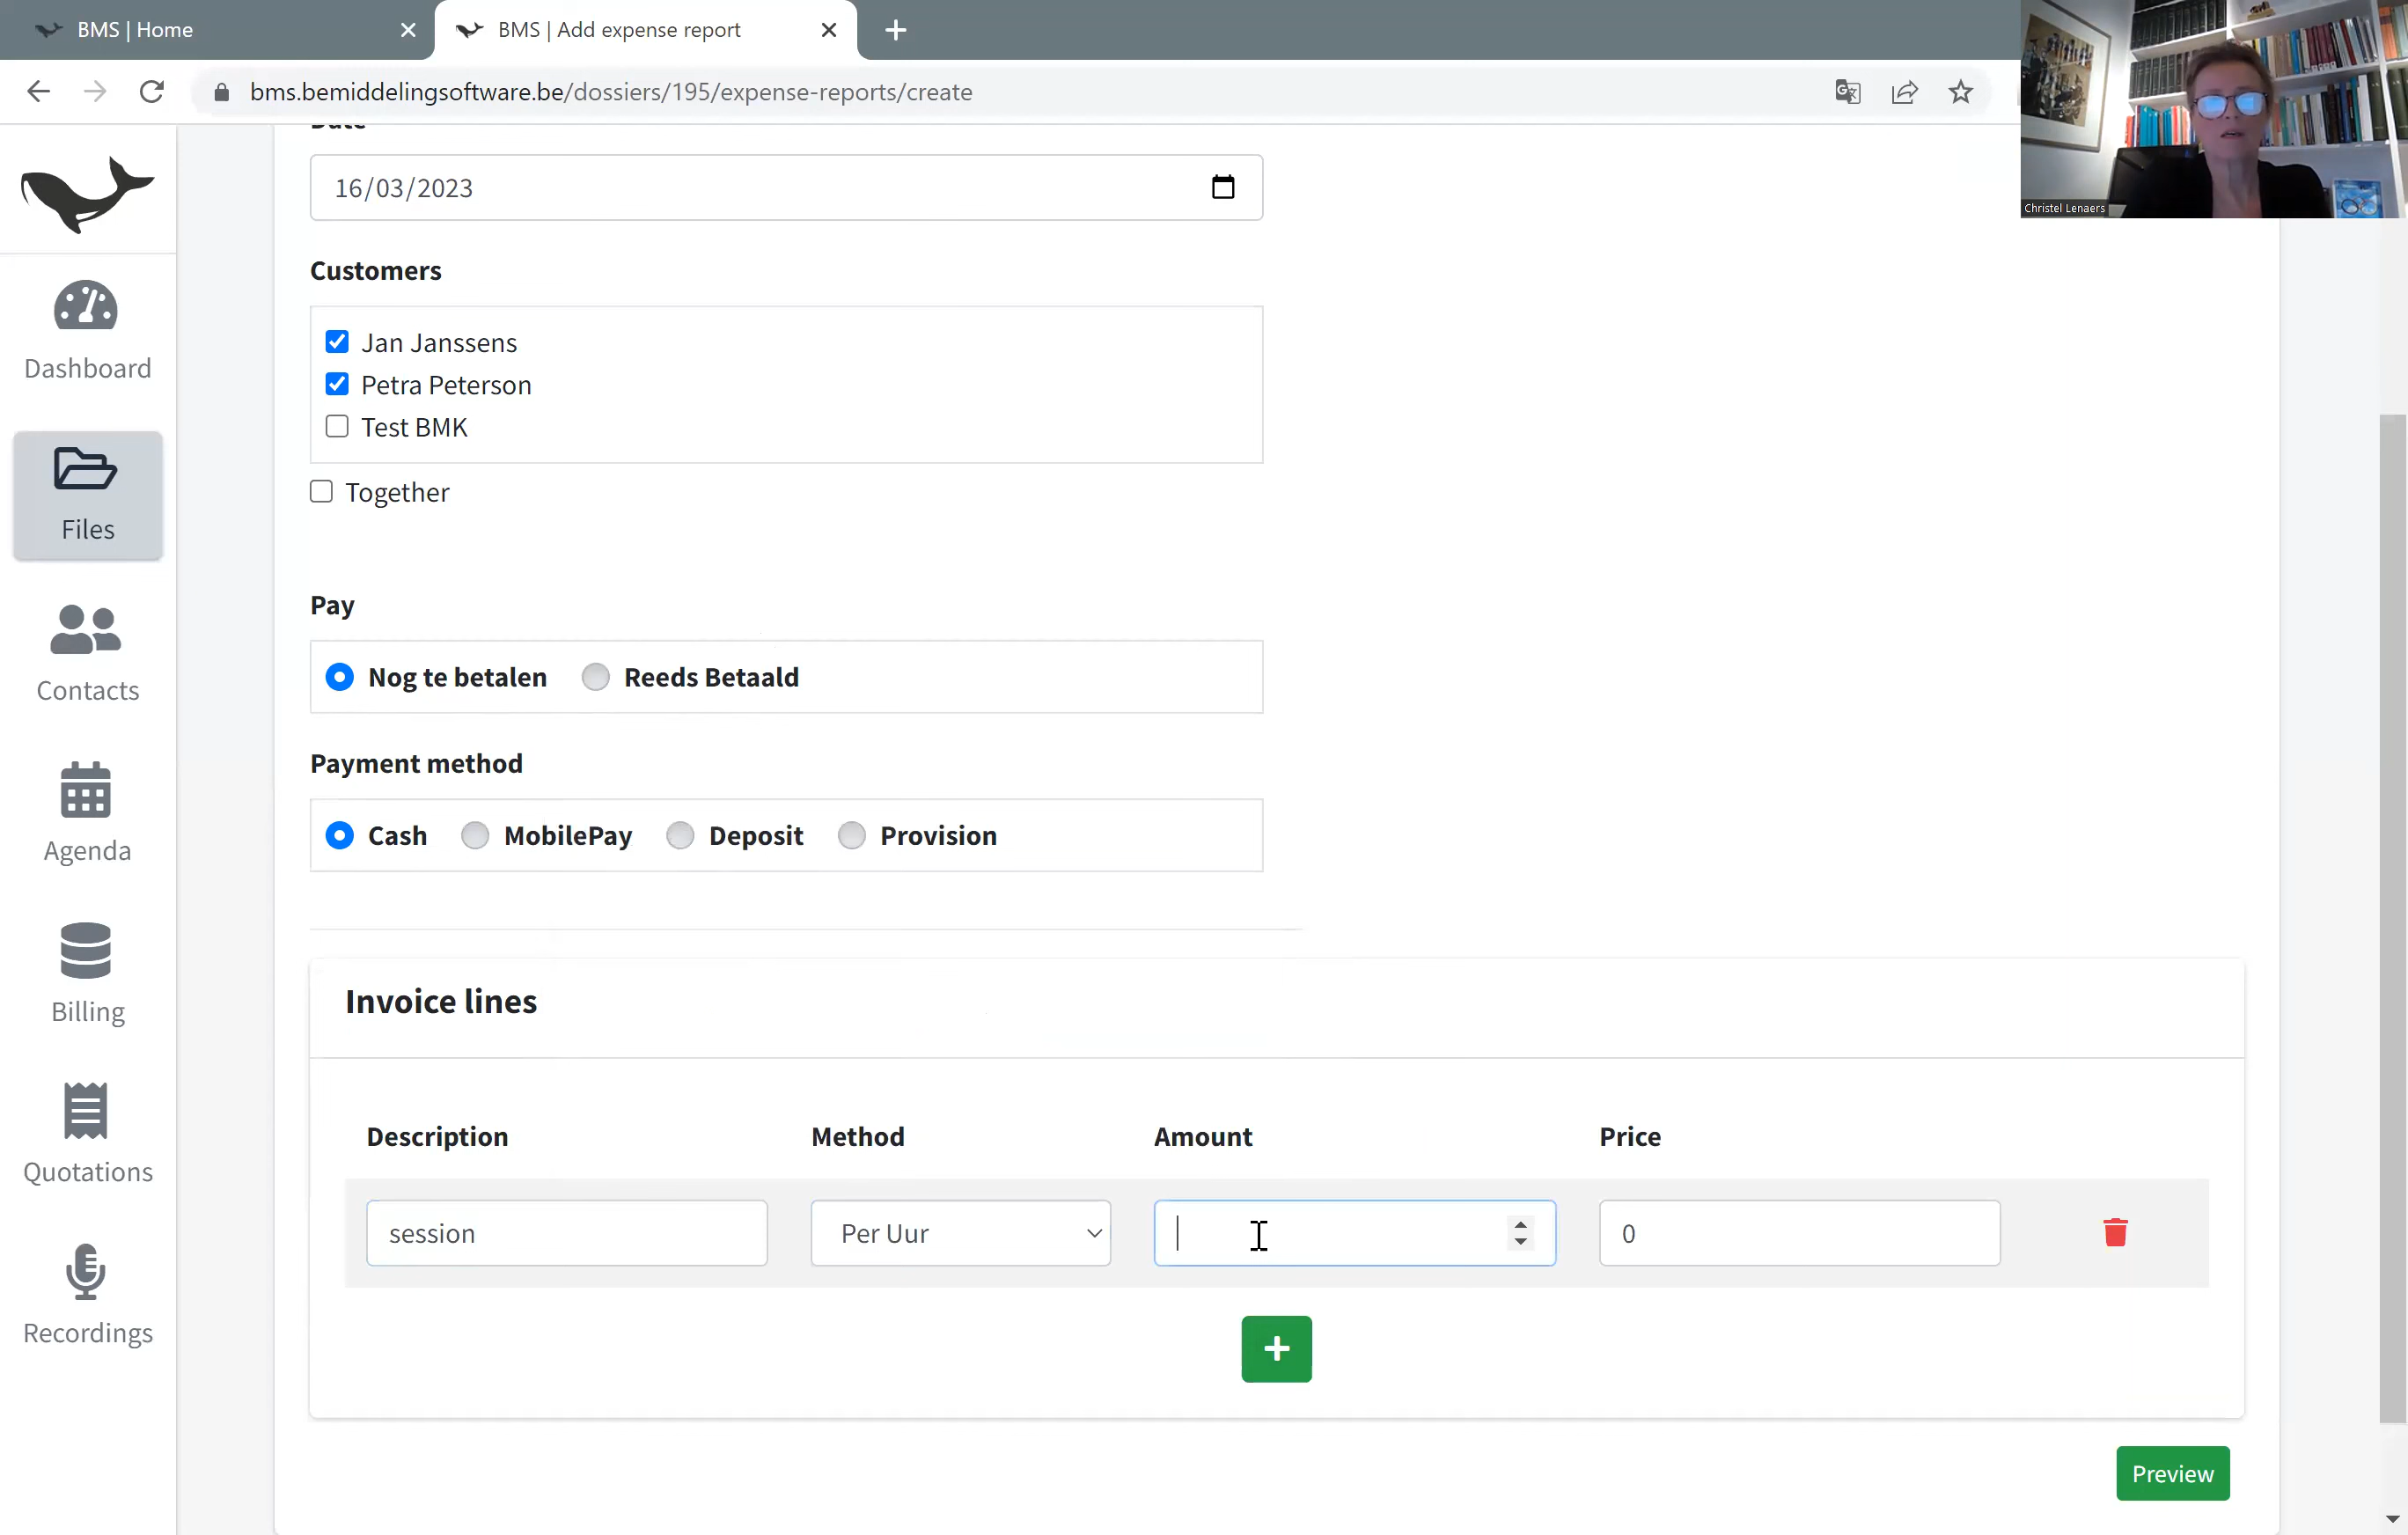 BMS | Home
BMS | Add expense report
bms.bemiddelingsoftware.be/dossiers/195/expense-reports/create
Christel Lenaers
Date
16/03/2023
Customers
Jan Janssens
Petra Peterson
Test BMK
Together
Pay
Nog te betalen Reeds Betaald
Payment method
Cash MobilePay Deposit Provision
Invoice lines
Description Method Amount Price
session Per Uur 0
Preview
Dashboard
Files
Contacts
Agenda
Billing
Quotations
Recordings